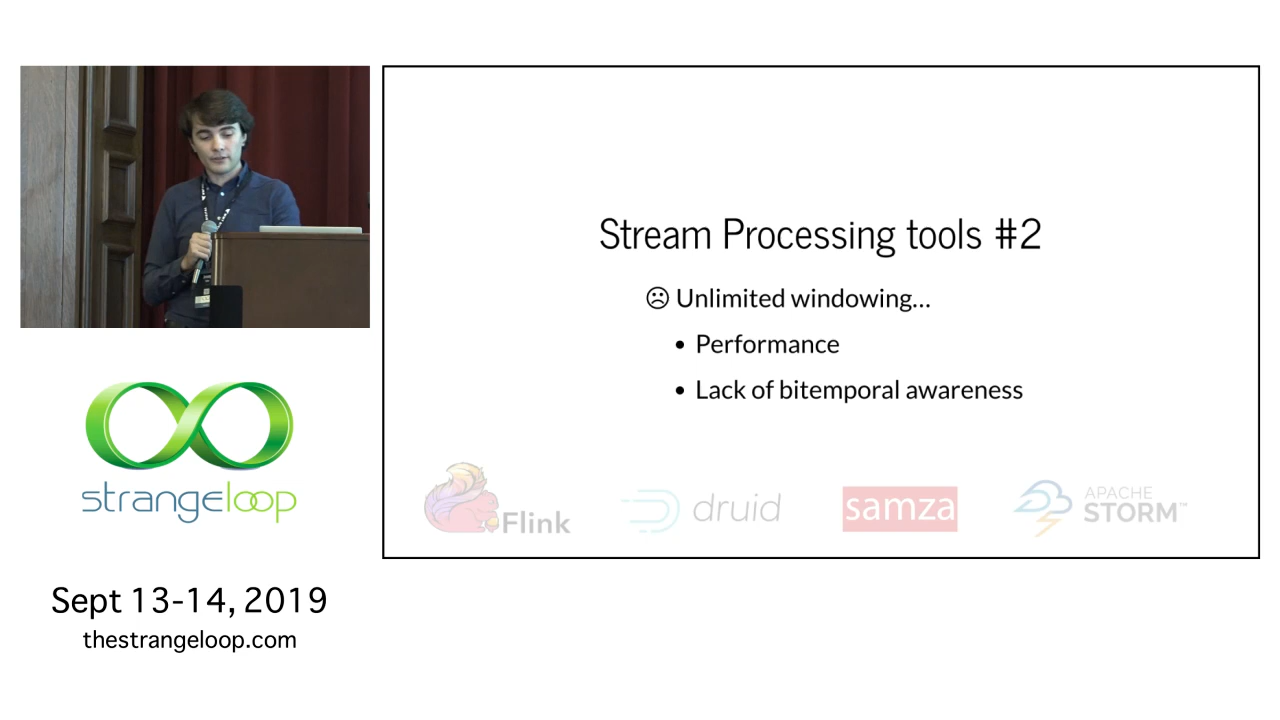 Stream Processing tools #2
☹ Unlimited windowing...
• Performance
• Lack of bitemporal awareness
Flink
druid
samza
APACHE
STORM™
strangeloop
Sept 13-14, 2019
thestrangeloop.com